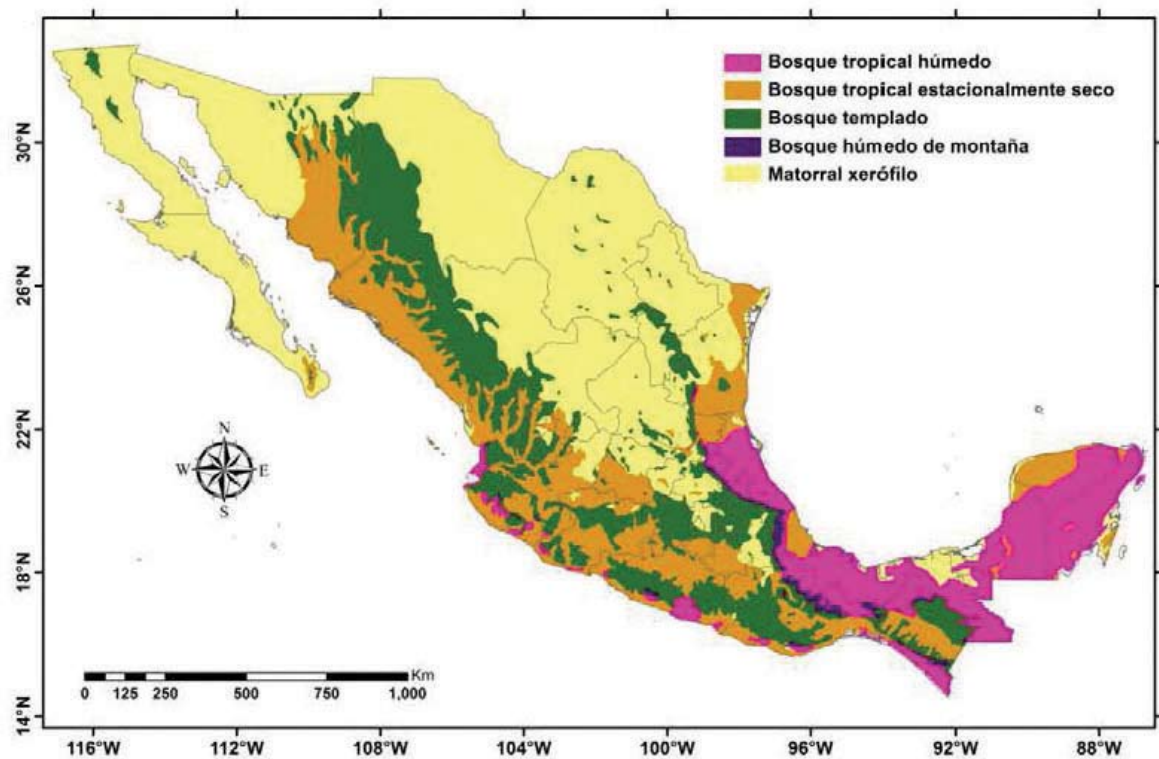 Bosque tropical húmedo
Bosque tropical estacionalmente seco
Bosque templado
Bosque húmedo de montaña
Matorral xerófilo
30°N
26°N
22°N
18°N
14°N
N
W E
S
Km
0 125 250 500 750 1,000
116°W 112°W 108°W 104°W 100°W 96°W 92°W 88°W